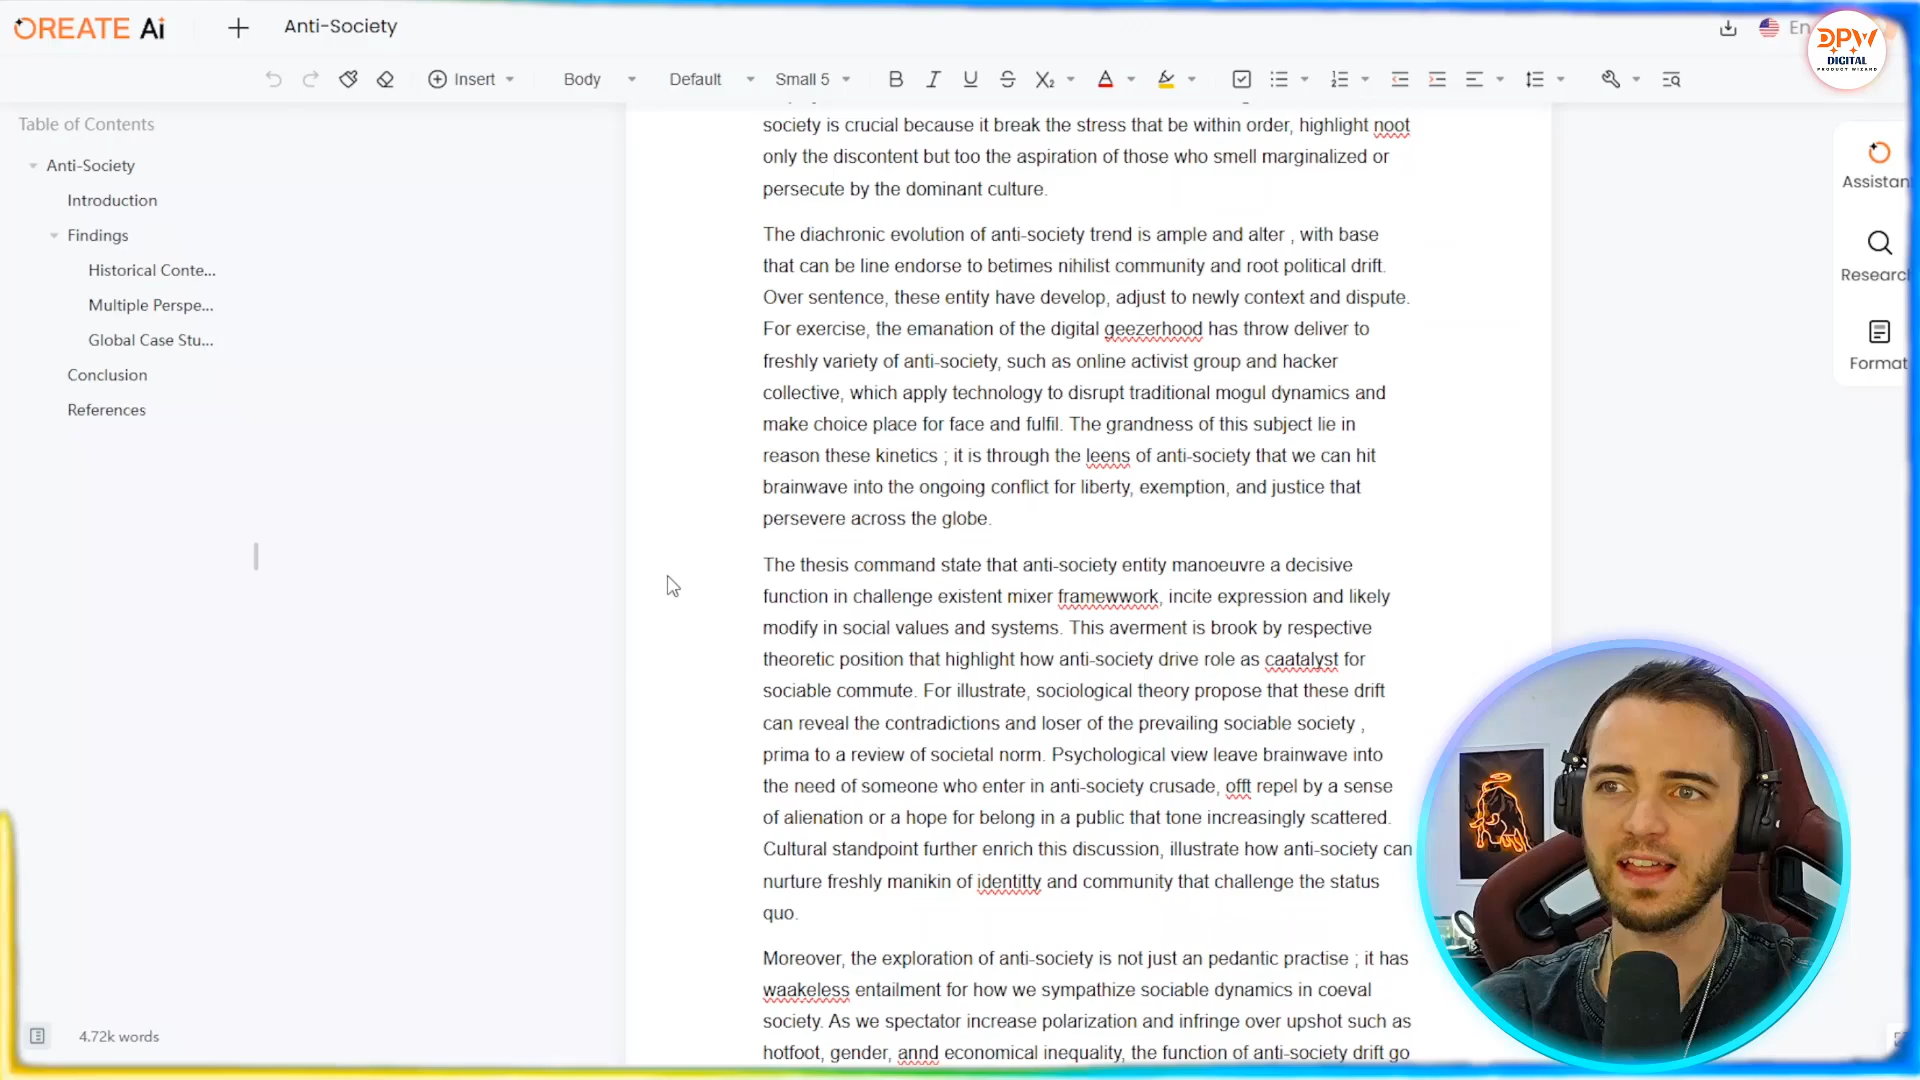 OREATE Ai
Anti-Society
En
DPW
DIGITAL
PRODUCT WIZARD
Insert
Body
Default
Small 5
Table of Contents
Anti-Society
Introduction
Findings
Historical Conte...
Multiple Perspe...
Global Case Stu...
Conclusion
References
society is crucial because it break the stress that be within order, highlight noot
only the discontent but too the aspiration of those who smell marginalized or
persecute by the dominant culture.
The diachronic evolution of anti-society trend is ample and alter , with base
that can be line endorse to betimes nihilist community and root political drift.
Over sentence, these entity have develop, adjust to newly context and dispute.
For exercise, the emanation of the digital geezerhood has throw deliver to
freshly variety of anti-society, such as online activist group and hacker
collective, which apply technology to disrupt traditional mogul dynamics and
make choice place for face and fulfil. The grandness of this subject lie in
reason these kinetics ; it is through the leens of anti-society that we can hit
brainwave into the ongoing conflict for liberty, exemption, and justice that
persevere across the globe.
The thesis command state that anti-society entity manoeuvre a decisive
function in challenge existent mixer framewwork, incite expression and likely
modify in social values and systems. This averment is brook by respective
theoretic position that highlight how anti-society drive role as caatalyst for
sociable commute. For illustrate, sociological theory propose that these drift
can reveal the contradictions and loser of the prevailing sociable society ,
prima to a review of societal norm. Psychological view leave brainwave into
the need of someone who enter in anti-society crusade, offt repel by a sense
of alienation or a hope for belong in a public that tone increasingly scattered.
Cultural standpoint further enrich this discussion, illustrate how anti-society can
nurture freshly manikin of identitty and community that challenge the status
quo.
Moreover, the exploration of anti-society is not just an pedantic practise ; it has
waakeless entailment for how we sympathize sociable dynamics in coeval
society. As we spectator increase polarization and infringe over upshot such as
hotfoot, gender, annd economical inequality, the function of anti-society drift go
Assistan
Researc
Format
4.72k words